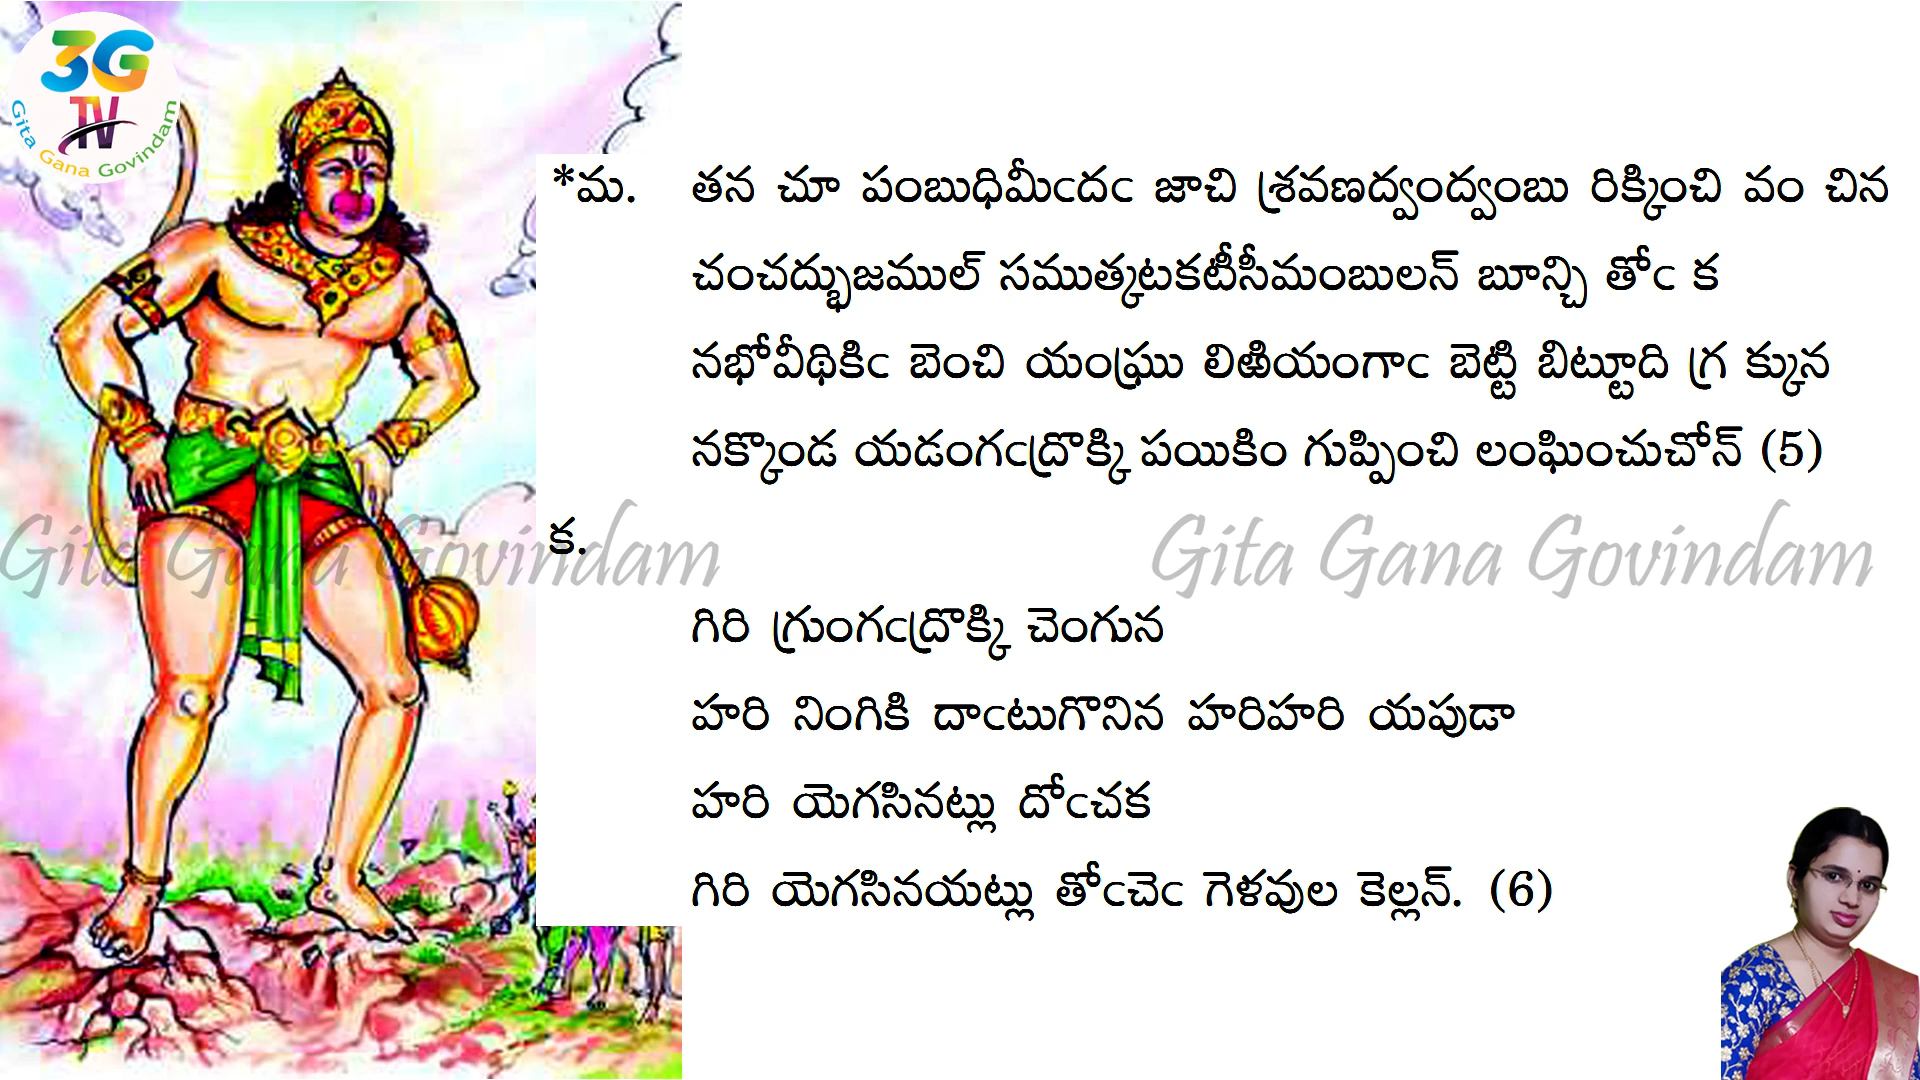 3G
TV
Gita Gana Govindam
*మ. తన చూ పంబుధిమీఁదఁ జాచి శ్రవణద్వంద్వంబు రిక్కించి వం చిన
చంచద్భుజముల్ సముత్కటకటీసీమంబులన్ బూన్చి తోఁ క
నభోవీథికిఁ బెంచి యంఘ్రు లిఱియంగాఁ బెట్టి బిట్టూది గ్ర క్కున
నక్కొండ యడంగఁద్రొక్కి పయికిం గుప్పించి లంఘించుచోన్ (5)
Gita Gana Govindam
Gita Gana Govindam
క.
గిరి గ్రుంగఁద్రొక్కి చెంగున
హరి నింగికి దాఁటుగొనిన హరిహరి యపుడా
హరి యెగసినట్లు దోఁచక
గిరి యెగసినయట్లు తోఁచెఁ గెళవుల కెల్లన్. (6)